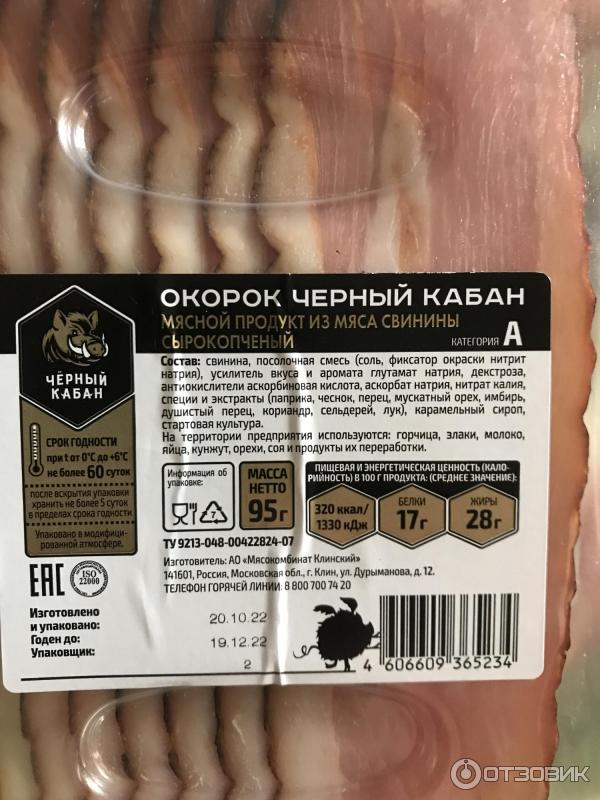 ОКОРОК ЧЕРНЫЙ КАБАН
МЯСНОЙ ПРОДУКТ ИЗ МЯСА СВИНИНЫ
СЫРОКОПЧЕНЫЙ
КАТЕГОРИЯ А
ЧЁРНЫЙ
КАБАН
Состав: свинина, посолочная смесь (соль, фиксатор окраски нитрит
натрия), усилитель вкуса и аромата глутамат натрия, декстроза,
антиокислители аскорбиновая кислота, аскорбат натрия, нитрат калия,
специи и экстракты (паприка, чеснок, перец, мускатный орех, имбирь,
душистый перец, кориандр, сельдерей, лук), карамельный сироп,
стартовая культура.
На территории предприятия используются: горчица, злаки, молоко,
яйца, кунжут, орехи, соя и продукты их переработки.
СРОК ГОДНОСТИ
при t от 0°С до +6°С
не более 60 суток
после вскрытия упаковки
хранить не более 5 суток
в пределах срока годности
Упаковано в модифици-
рованной атмосфере.
Информация об
упаковке:
МАССА
НЕТТО
95г
ПИЩЕВАЯ И ЭНЕРГЕТИЧЕСКАЯ ЦЕННОСТЬ (КАЛО-
РИЙНОСТЬ) В 100 Г ПРОДУКТА: (СРЕДНЕЕ ЗНАЧЕНИЕ):
320 ккал/
1330 кДж
БЕЛКИ
17г
ЖИРЫ
28г
ТУ 9213-048-00422824-07
Изготовитель: АО «Мясокомбинат Клинский»
141601, Россия, Московская обл., г. Клин, ул. Дурыманова, д. 12.
ТЕЛЕФОН ГОРЯЧЕЙ ЛИНИИ: 8 800 700 74 20
EAC
ISO
22000
Изготовлено
и упаковано: 20.10.22
Годен до: 19.12.22
Упаковщик: 2
4 606609 365234
ОТЗОВИК